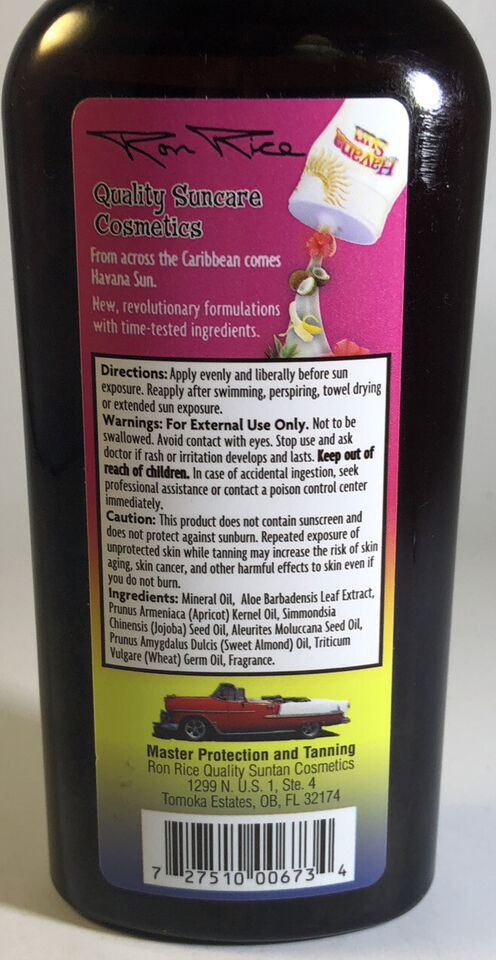 Ron Rice
Havana
Sun
Quality Suncare
Cosmetics
From across the Caribbean comes
Havana Sun.
New, revolutionary formulations
with time-tested ingredients.
Directions: Apply evenly and liberally before sun
exposure. Reapply after swimming, perspiring, towel drying
or extended sun exposure.
Warnings: For External Use Only. Not to be
swallowed. Avoid contact with eyes. Stop use and ask
doctor if rash or irritation develops and lasts. Keep out of
reach of children. In case of accidental ingestion, seek
professional assistance or contact a poison control center
immediately.
Caution: This product does not contain sunscreen and
does not protect against sunburn. Repeated exposure of
unprotected skin while tanning may increase the risk of skin
aging, skin cancer, and other harmful effects to skin even if
you do not burn.
Ingredients: Mineral Oil, Aloe Barbadensis Leaf Extract,
Prunus Armeniaca (Apricot) Kernel Oil, Simmondsia
Chinensis (Jojoba) Seed Oil, Aleurites Moluccana Seed Oil,
Prunus Amygdalus Dulcis (Sweet Almond) Oil, Triticum
Vulgare (Wheat) Germ Oil, Fragrance.
Master Protection and Tanning
Ron Rice Quality Suntan Cosmetics
1299 N. U.S. 1, Ste. 4
Tomoka Estates, OB, FL 32174
7 27510 00673 4